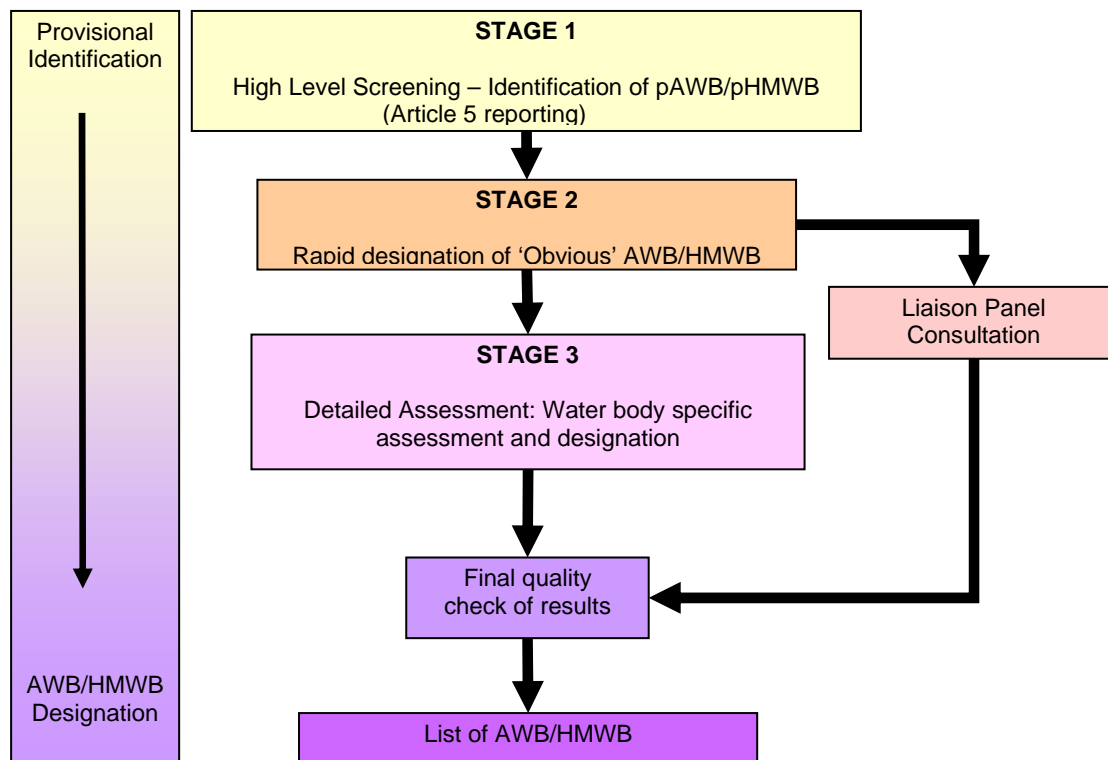 Provisional
Identification
STAGE 1
High Level Screening – Identification of pAWB/pHMWB
(Article 5 reporting)
STAGE 2
Rapid designation of ‘Obvious’ AWB/HMWB
Liaison Panel
Consultation
STAGE 3
Detailed Assessment: Water body specific
assessment and designation
Final quality
check of results
AWB/HMWB
Designation
List of AWB/HMWB